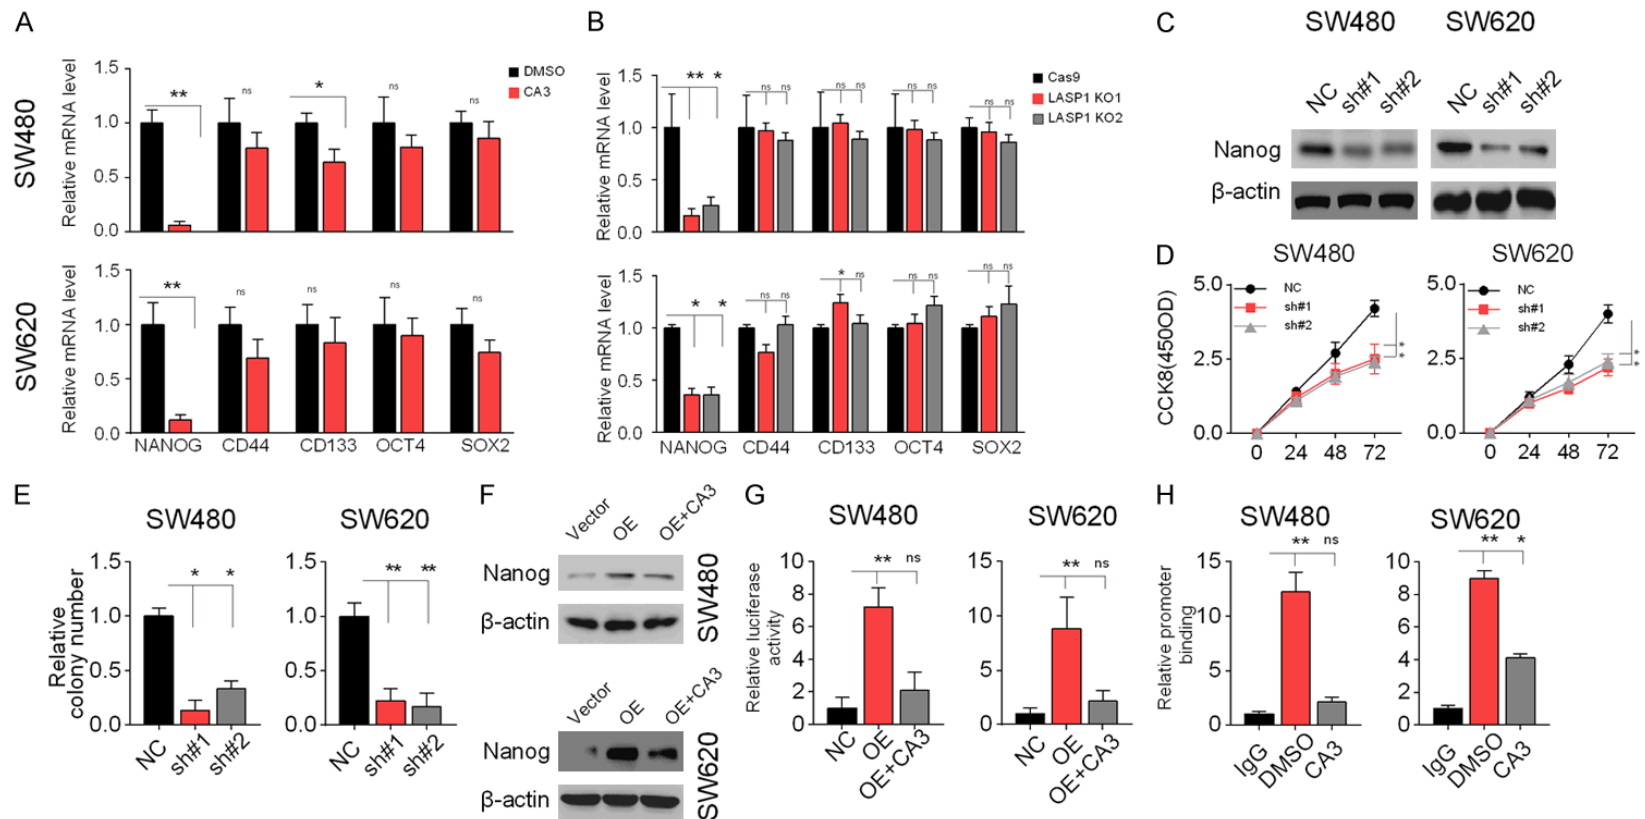 A
SW480
Relative mRNA level
1.5
1.0
0.5
0.0
** ns * ns ns
DMSO
CA3
SW620
Relative mRNA level
1.5
1.0
0.5
0.0
** ns ns ns ns
NANOG CD44 CD133 OCT4 SOX2
B
Relative mRNA level
1.5
1.0
0.5
0.0
** * ns ns ns ns ns ns ns ns
Cas9
LASP1 KO1
LASP1 KO2
Relative mRNA level
1.5
1.0
0.5
0.0
* * ns ns * ns ns ns ns ns
NANOG CD44 CD133 OCT4 SOX2
C
SW480 SW620
NC sh#1 sh#2 NC sh#1 sh#2
Nanog
β-actin
D
SW480
CCK8(450OD)
5.0
2.5
0.0
NC
sh#1
sh#2
*
*
0 24 48 72
SW620
5.0
2.5
0.0
NC
sh#1
sh#2
*
*
0 24 48 72
E
SW480
Relative
colony number
1.5
1.0
0.5
0.0
* *
NC sh#1 sh#2
SW620
1.5
1.0
0.5
0.0
** **
NC sh#1 sh#2
F
Vector OE OE+CA3
Nanog
β-actin
SW480
Vector OE OE+CA3
Nanog
β-actin
SW620
G
SW480
Relative luciferase
activity
10
8
6
4
2
0
** ns
NC OE OE+CA3
SW620
15
10
5
0
** ns
NC OE OE+CA3
H
SW480
Relative promoter
binding
15
10
5
0
** ns
IgG DMSO CA3
SW620
10
8
6
4
2
0
** *
IgG DMSO CA3